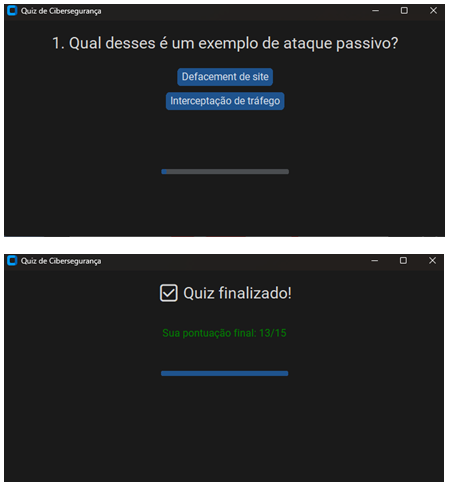 Quiz de Cibersegurança
1. Qual desses é um exemplo de ataque passivo?
Defacement de site
Interceptação de tráfego
Quiz de Cibersegurança
Quiz finalizado!
Sua pontuação final: 13/15